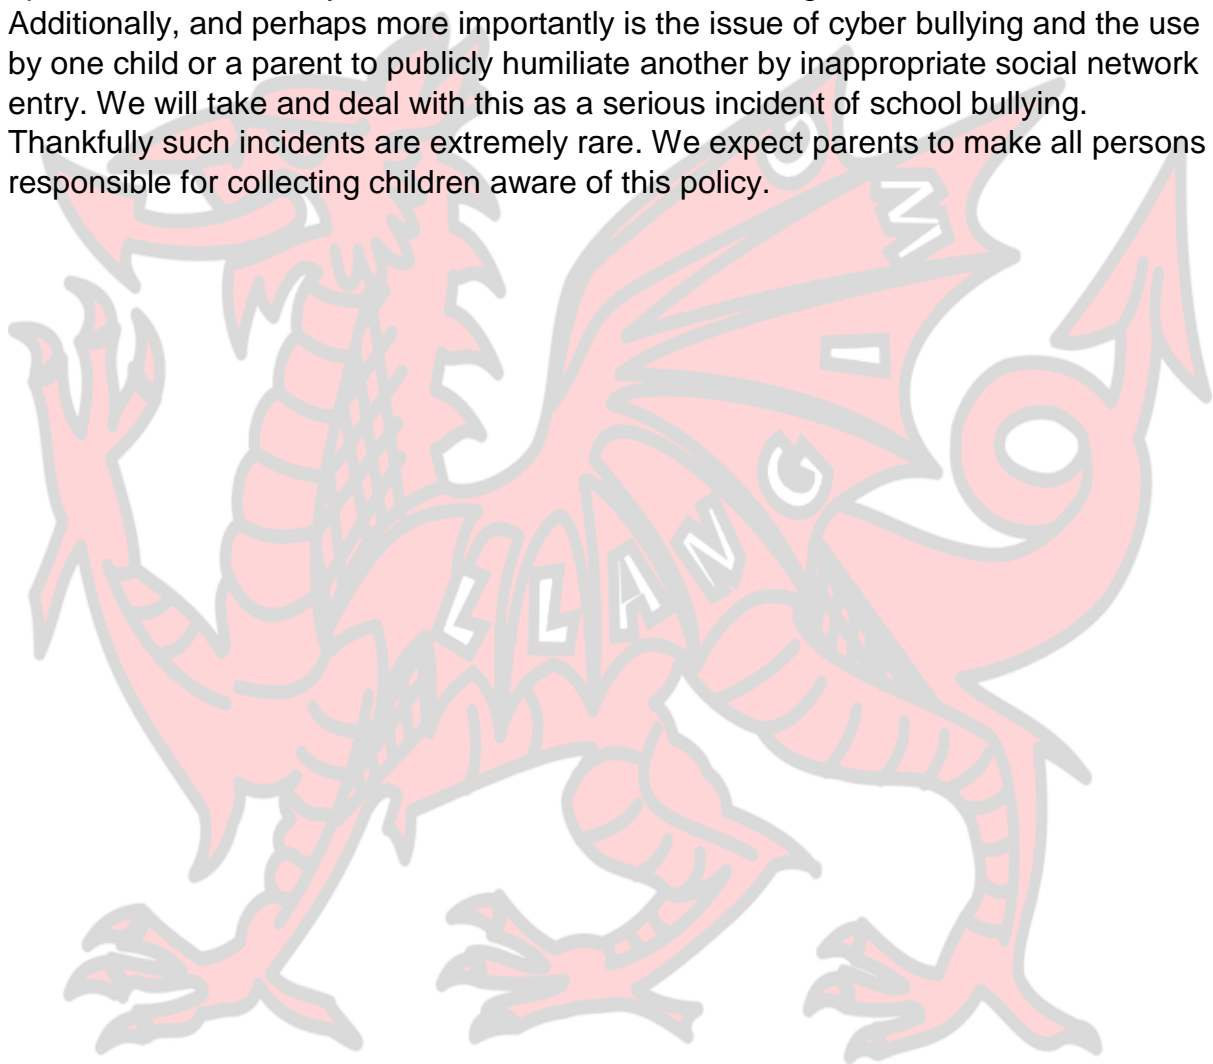 Additionally, and perhaps more importantly is the issue of cyber bullying and the use
by one child or a parent to publicly humiliate another by inappropriate social network
entry. We will take and deal with this as a serious incident of school bullying.
Thankfully such incidents are extremely rare. We expect parents to make all persons
responsible for collecting children aware of this policy.
LLANGIWG